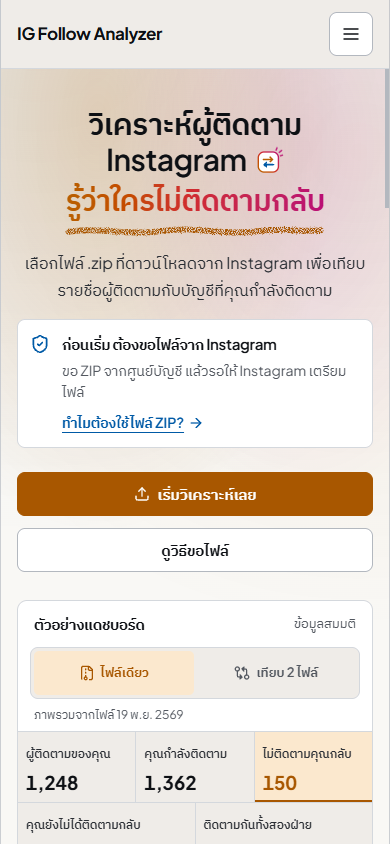 IG Follow Analyzer
วิเคราะห์ผู้ติดตาม
Instagram
รู้ว่าใครไม่ติดตามกลับ
เลือกไฟล์ .zip ที่ดาวน์โหลดจาก Instagram เพื่อเทียบ
รายชื่อผู้ติดตามกับบัญชีที่คุณกำลังติดตาม
ก่อนเริ่ม ต้องขอไฟล์จาก Instagram
ขอ ZIP จากศูนย์บัญชี แล้วรอให้ Instagram เตรียม
ไฟล์
ทำไมต้องใช้ไฟล์ ZIP? →
เริ่มวิเคราะห์เลย
ดูวิธีขอไฟล์
ตัวอย่างแดชบอร์ด ข้อมูลสมมติ
ไฟล์เดียว เทียบ 2 ไฟล์
ภาพรวมจากไฟล์ 19 พ.ย. 2569
ผู้ติดตามของคุณ คุณกำลังติดตาม ไม่ติดตามคุณกลับ
1,248 1,362 150
คุณยังไม่ได้ติดตามกลับ ติดตามกันทั้งสองฝ่าย